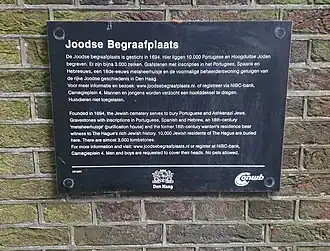 Joodse Begraafplaats
De Joodse begraafplaats is gesticht in 1694. Hier liggen 10.000 Portugees en Hoogduitse Joden
begraven. Er zijn bijna 3.000 zerken. Grafstenen met inscripties in het Portugees, Spaans en
Hebreeuws, een 18de-eeuws metaheerhuisje en de voormalige beheerderswoning getuigen van
de rijke Joodse geschiedenis in Den Haag.
Voor meer informatie en bezoek: www.joodsebegraafplaats.nl of registreer via NIBC-bank,
Carnegieplein 4. Mannen en jongens worden verzocht een hoofddeksel te dragen.
Huisdieren niet toegelaten.
Founded in 1694, the Jewish cemetery serves to bury Portuguese and Ashkenazi Jews.
Gravestones with inscriptions in Portuguese, Spanish and Hebrew, an 18th-century
'metaheerhuisje' (purification house) and the former 18th-century warden's residence bear
witness to The Hague's rich Jewish history. 10,000 Jewish residents of The Hague are buried
here. There are almost 3,000 tombstones.
For more information and visit: www.joodsebegraafplaats.nl or register at NIBC-bank,
Carnegieplein 4. Men and boys are requested to cover their heads. No pets allowed.
Den Haag
anwb